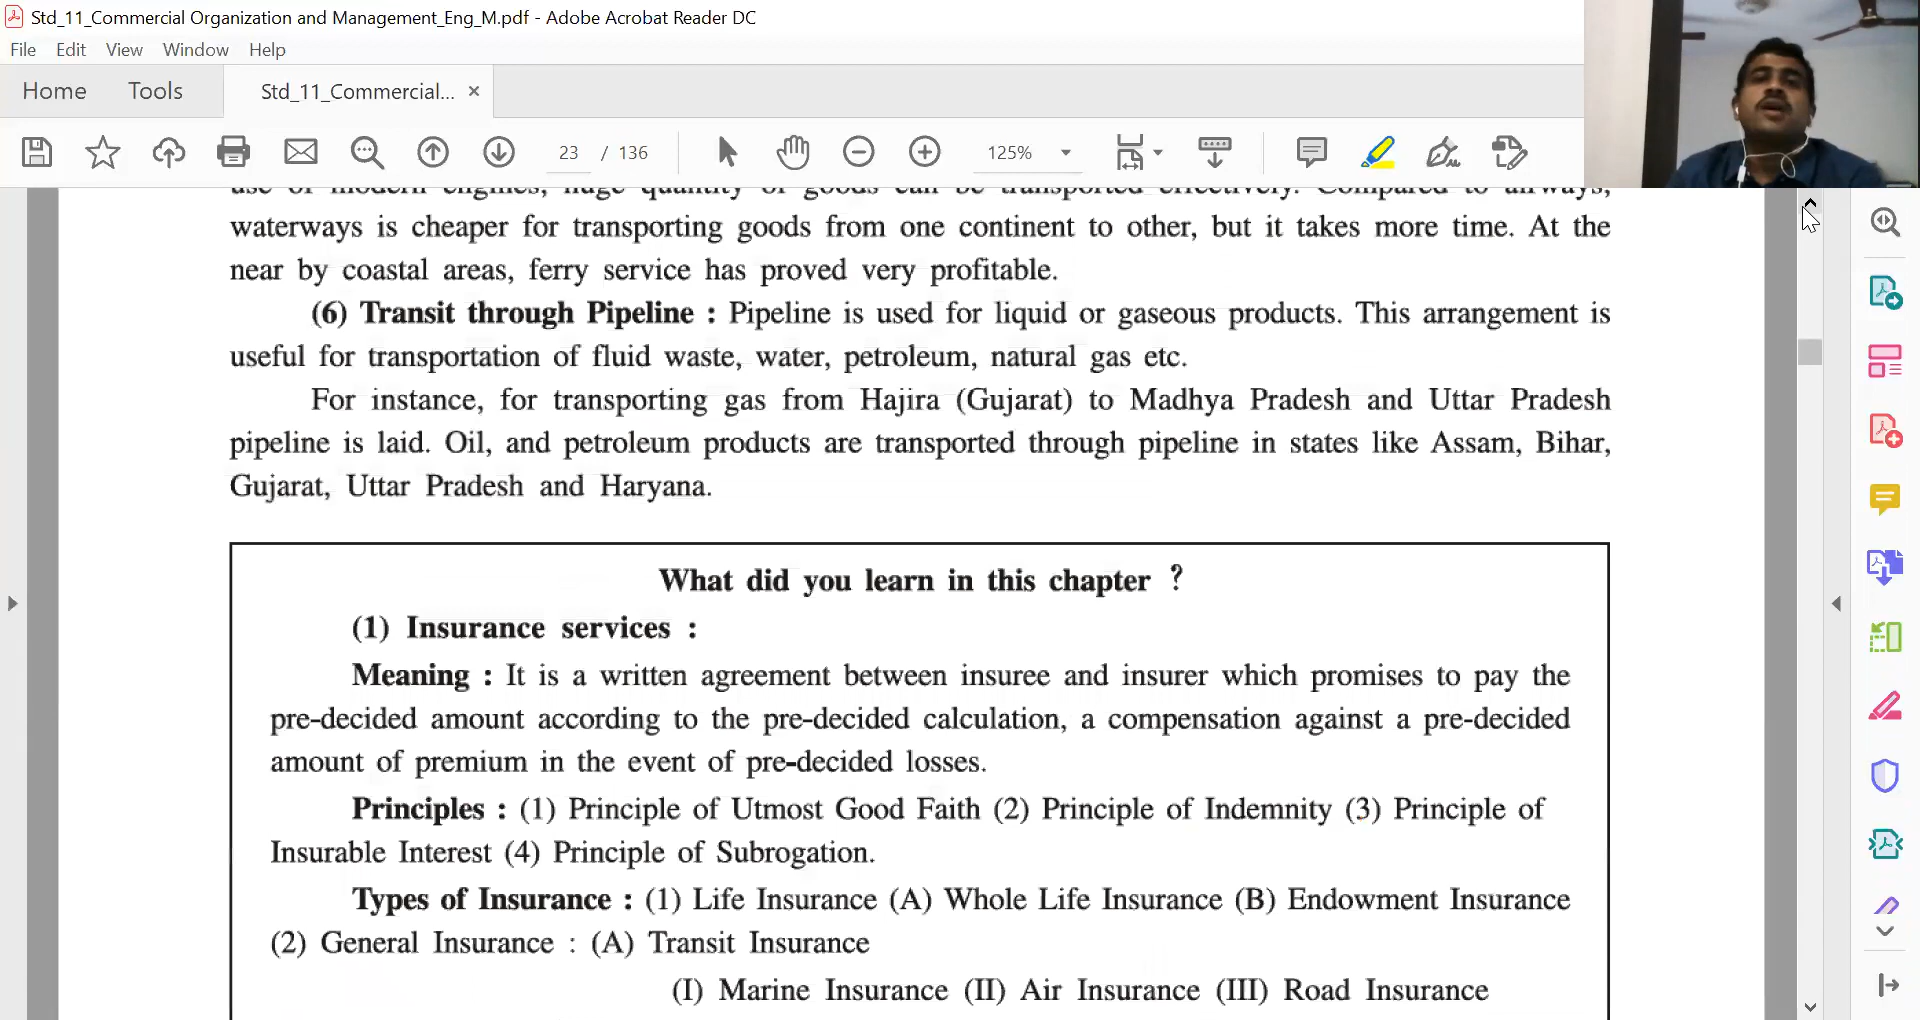 Std_11_Commercial Organization and Management_Eng_M.pdf - Adobe Acrobat Reader DC
File Edit View Window Help
Home Tools Std_11_Commercial... ×
23 / 136 125%
use of modern engines, huge quantity of goods can be transported effectively. Compared to airways,
waterways is cheaper for transporting goods from one continent to other, but it takes more time. At the
near by coastal areas, ferry service has proved very profitable.
(6) Transit through Pipeline : Pipeline is used for liquid or gaseous products. This arrangement is
useful for transportation of fluid waste, water, petroleum, natural gas etc.
For instance, for transporting gas from Hajira (Gujarat) to Madhya Pradesh and Uttar Pradesh
pipeline is laid. Oil, and petroleum products are transported through pipeline in states like Assam, Bihar,
Gujarat, Uttar Pradesh and Haryana.
What did you learn in this chapter ?
(1) Insurance services :
Meaning : It is a written agreement between insuree and insurer which promises to pay the
pre-decided amount according to the pre-decided calculation, a compensation against a pre-decided
amount of premium in the event of pre-decided losses.
Principles : (1) Principle of Utmost Good Faith (2) Principle of Indemnity (3) Principle of
Insurable Interest (4) Principle of Subrogation.
Types of Insurance : (1) Life Insurance (A) Whole Life Insurance (B) Endowment Insurance
(2) General Insurance : (A) Transit Insurance
(I) Marine Insurance (II) Air Insurance (III) Road Insurance